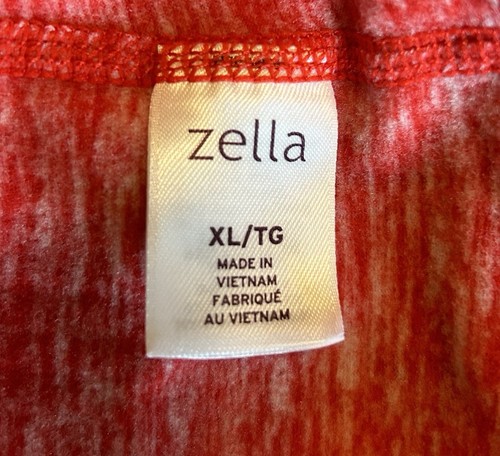 zella
XL/TG
MADE IN
VIETNAM
FABRIQUÉ
AU VIETNAM